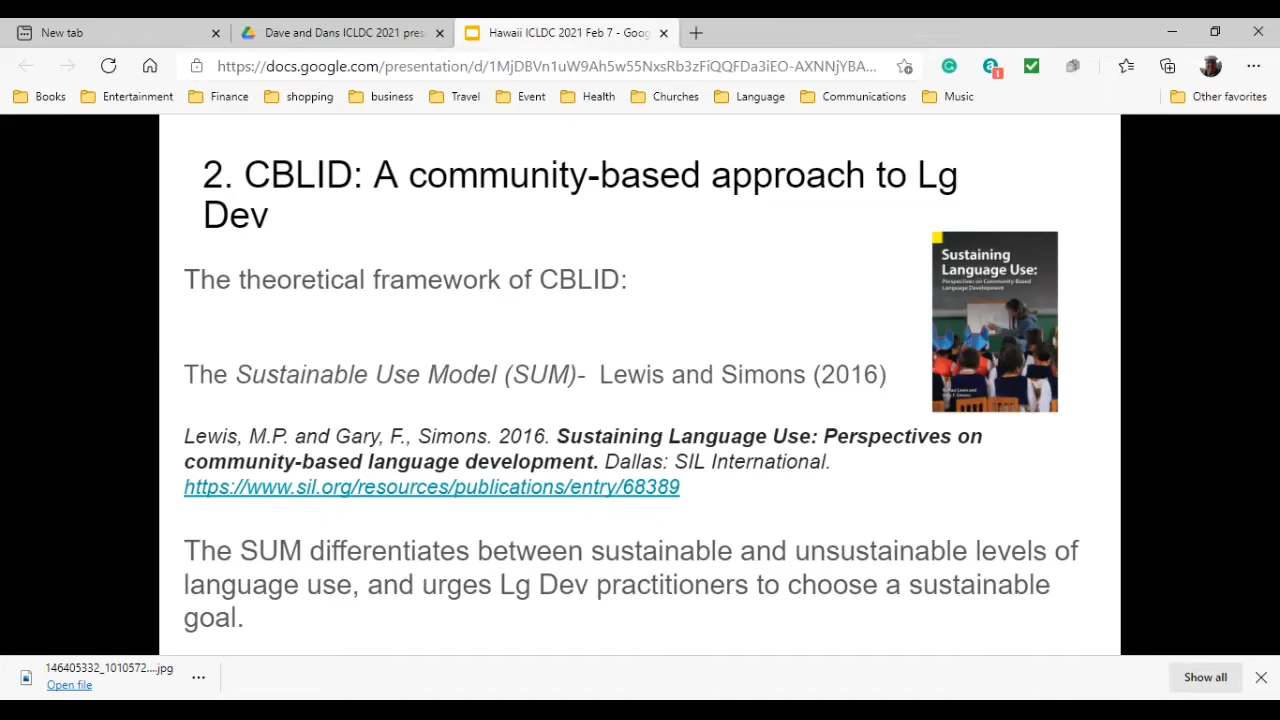 New tab
Dave and Dans ICLDC 2021 pres
Hawaii ICLDC 2021 Feb 7 - Goog
https://docs.google.com/presentation/d/1MjDBVn1uW9Ah5w55NxsRb3zFiQQFDa3iEO-AXNNjYBA...
1
Books
Entertainment
Finance
shopping
business
Travel
Event
Health
Churches
Language
Communications
Music
Other favorites
2. CBLID: A community-based approach to Lg
Dev
Sustaining
Language Use:
Perspectives on Community-Based
Language Development
The theoretical framework of CBLID:
The Sustainable Use Model (SUM)- Lewis and Simons (2016)
Lewis, M.P. and Gary, F., Simons. 2016. Sustaining Language Use: Perspectives on
community-based language development. Dallas: SIL International.
https://www.sil.org/resources/publications/entry/68389
The SUM differentiates between sustainable and unsustainable levels of
language use, and urges Lg Dev practitioners to choose a sustainable
goal.
146405332_1010572....jpg
Open file
Show all